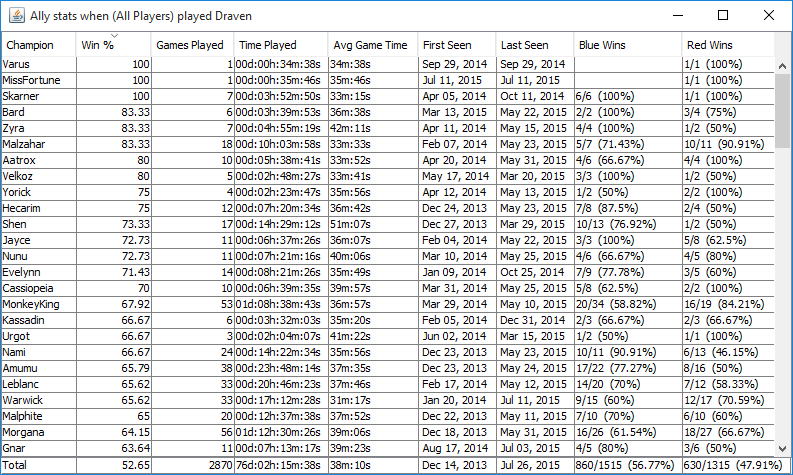 Ally stats when (All Players) played Draven
Champion Win % Games Played Time Played Avg Game Time First Seen Last Seen Blue Wins Red Wins
Varus 100 1 00d:00h:34m:38s 34m:38s Sep 29, 2014 Sep 29, 2014 1/1 (100%)
MissFortune 100 1 00d:00h:35m:46s 35m:46s Jul 11, 2015 Jul 11, 2015 1/1 (100%)
Skarner 100 7 00d:03h:52m:50s 33m:15s Apr 05, 2014 Oct 11, 2014 6/6 (100%) 1/1 (100%)
Bard 83.33 6 00d:03h:39m:53s 36m:38s Mar 13, 2015 May 22, 2015 2/2 (100%) 3/4 (75%)
Zyra 83.33 7 00d:04h:55m:19s 42m:11s Apr 11, 2014 May 15, 2015 4/4 (100%) 1/2 (50%)
Malzahar 83.33 18 00d:10h:03m:58s 33m:33s Feb 07, 2014 May 23, 2015 5/7 (71.43%) 10/11 (90.91%)
Aatrox 80 10 00d:05h:38m:41s 33m:52s Apr 20, 2014 May 31, 2015 4/6 (66.67%) 4/4 (100%)
Velkoz 80 5 00d:02h:48m:27s 33m:41s May 17, 2014 Mar 20, 2015 3/3 (100%) 1/2 (50%)
Yorick 75 4 00d:02h:23m:47s 35m:56s Apr 12, 2014 May 13, 2015 1/2 (50%) 2/2 (100%)
Hecarim 75 12 00d:07h:20m:34s 36m:42s Dec 24, 2013 May 23, 2015 7/8 (87.5%) 2/4 (50%)
Shen 73.33 17 00d:14h:29m:12s 51m:07s Dec 27, 2013 Mar 29, 2015 10/13 (76.92%) 1/2 (50%)
Jayce 72.73 11 00d:06h:37m:26s 36m:07s Feb 04, 2014 May 22, 2015 3/3 (100%) 5/8 (62.5%)
Nunu 72.73 11 00d:07h:21m:16s 40m:06s Mar 10, 2014 May 25, 2015 4/6 (66.67%) 4/5 (80%)
Evelynn 71.43 14 00d:08h:21m:26s 35m:49s Jan 09, 2014 Oct 25, 2014 7/9 (77.78%) 3/5 (60%)
Cassiopeia 70 10 00d:06h:39m:35s 39m:57s Mar 31, 2014 May 25, 2015 5/8 (62.5%) 2/2 (100%)
MonkeyKing 67.92 53 01d:08h:38m:43s 36m:57s Mar 29, 2014 May 10, 2015 20/34 (58.82%) 16/19 (84.21%)
Kassadin 66.67 6 00d:03h:32m:03s 35m:20s Feb 05, 2014 Dec 31, 2014 2/3 (66.67%) 2/3 (66.67%)
Urgot 66.67 3 00d:02h:04m:07s 41m:22s Jun 02, 2014 Mar 15, 2015 1/2 (50%) 1/1 (100%)
Nami 66.67 24 00d:14h:22m:34s 35m:56s Dec 23, 2013 May 23, 2015 10/11 (90.91%) 6/13 (46.15%)
Amumu 65.79 38 00d:23h:48m:14s 37m:35s Dec 23, 2013 May 24, 2015 17/22 (77.27%) 8/16 (50%)
Leblanc 65.62 33 00d:20h:46m:23s 37m:46s Feb 17, 2014 May 12, 2015 14/20 (70%) 7/12 (58.33%)
Warwick 65.62 33 00d:17h:12m:28s 31m:17s Jan 20, 2014 Jul 11, 2015 9/15 (60%) 12/17 (70.59%)
Malphite 65 20 00d:12h:37m:38s 37m:52s Dec 22, 2013 May 11, 2015 7/10 (70%) 6/10 (60%)
Morgana 64.15 56 01d:12h:30m:26s 39m:06s Dec 18, 2013 May 31, 2015 16/26 (61.54%) 18/27 (66.67%)
Gnar 63.64 11 00d:07h:13m:17s 39m:23s Aug 17, 2014 Jul 03, 2015 4/5 (80%) 3/6 (50%)
Total 52.65 2870 76d:02h:15m:38s 38m:10s Dec 14, 2013 Jul 26, 2015 860/1515 (56.77%) 630/1315 (47.91%)